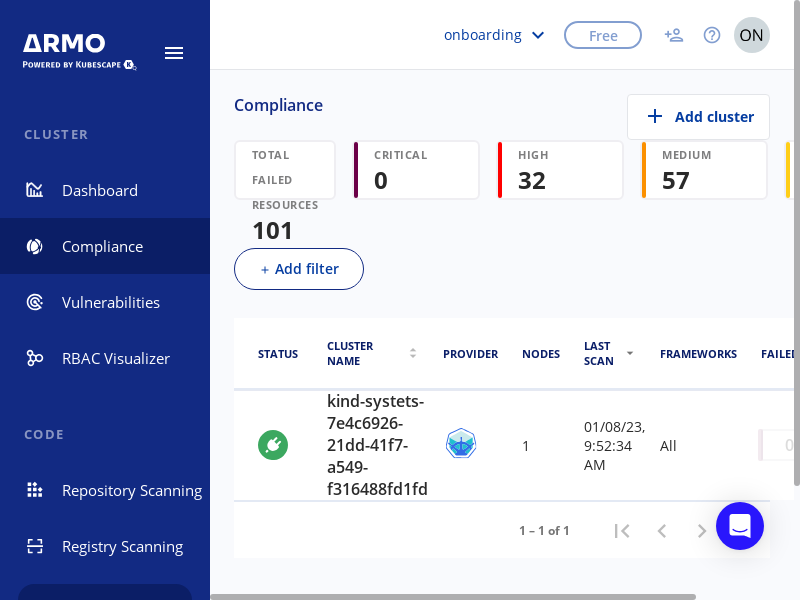 ARMO
POWERED BY KUBESCAPE
onboarding
Free
ON
CLUSTER
Dashboard
Compliance
Vulnerabilities
RBAC Visualizer
CODE
Repository Scanning
Registry Scanning
Compliance
Add cluster
TOTAL
FAILED
RESOURCES
101
CRITICAL
0
HIGH
32
MEDIUM
57
+ Add filter
STATUS
CLUSTER
NAME
PROVIDER
NODES
LAST
SCAN
FRAMEWORKS
FAILED
kind-systets-
7e4c6926-
21dd-41f7-
a549-
f316488fd1fd
1
01/08/23,
9:52:34
AM
All
0
1 – 1 of 1